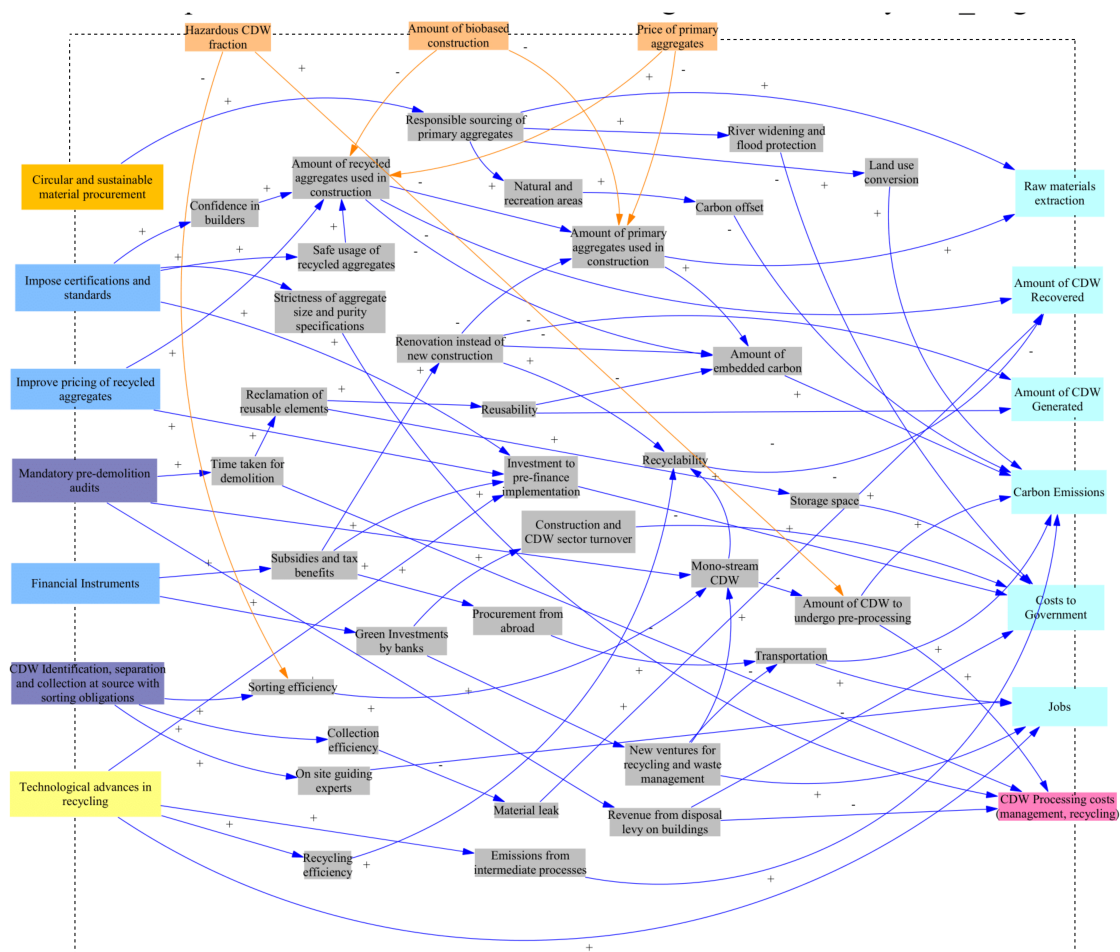 Hazardous CDW
fraction
Amount of biobased
construction
Price of primary
aggregates
Responsible sourcing of
primary aggregates
River widening and
flood protection
Circular and sustainable
material procurement
Amount of recycled
aggregates used in
construction
Land use
conversion
Raw materials
extraction
Natural and
recreation areas
Carbon offset
Confidence in
builders
Amount of primary
aggregates used in
construction
Safe usage of
recycled aggregates
Impose certifications and
standards
Amount of CDW
Recovered
Strictness of aggregate
size and purity
specifications
Renovation instead of
new construction
Amount of
embedded carbon
Improve pricing of recycled
aggregates
Reclamation of
reusable elements
Reusability
Amount of CDW
Generated
Mandatory pre-demolition
audits
Time taken for
demolition
Investment to
pre-finance
implementation
Recyclability
Storage space
Carbon Emissions
Construction and
CDW sector turnover
Financial Instruments
Subsidies and tax
benefits
Mono-stream
CDW
Procurement from
abroad
Amount of CDW to
undergo pre-processing
Costs to
Government
Green Investments
by banks
Transportation
CDW Identification, separation
and collection at source with
sorting obligations
Sorting efficiency
Jobs
Collection
efficiency
New ventures for
recycling and waste
management
On site guiding
experts
Technological advances in
recycling
Material leak
Revenue from disposal
levy on buildings
CDW Processing costs
(management, recycling)
Recycling
efficiency
Emissions from
intermediate processes